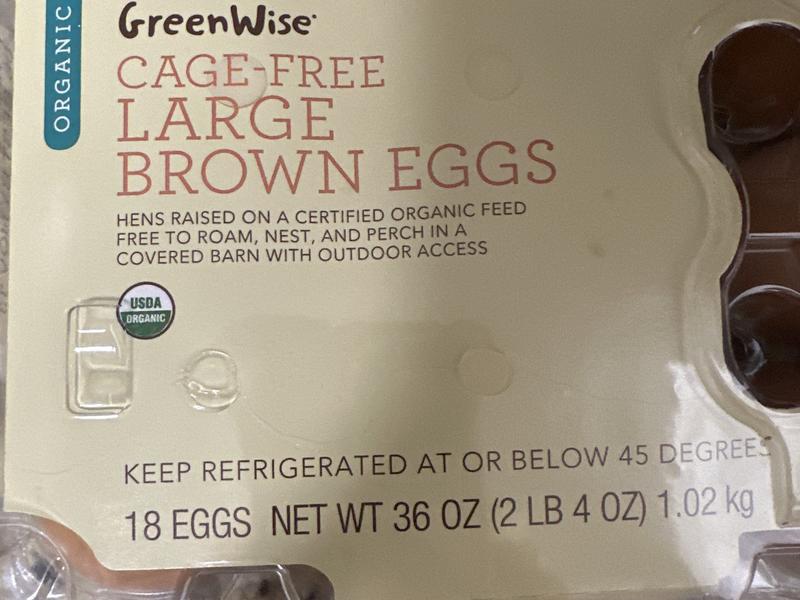 ORGANIC
GreenWise
CAGE-FREE
LARGE
BROWN EGGS
HENS RAISED ON A CERTIFIED ORGANIC FEED
FREE TO ROAM, NEST, AND PERCH IN A
COVERED BARN WITH OUTDOOR ACCESS
USDA
ORGANIC
KEEP REFRIGERATED AT OR BELOW 45 DEGREES
18 EGGS NET WT 36 OZ (2 LB 4 OZ) 1.02 kg